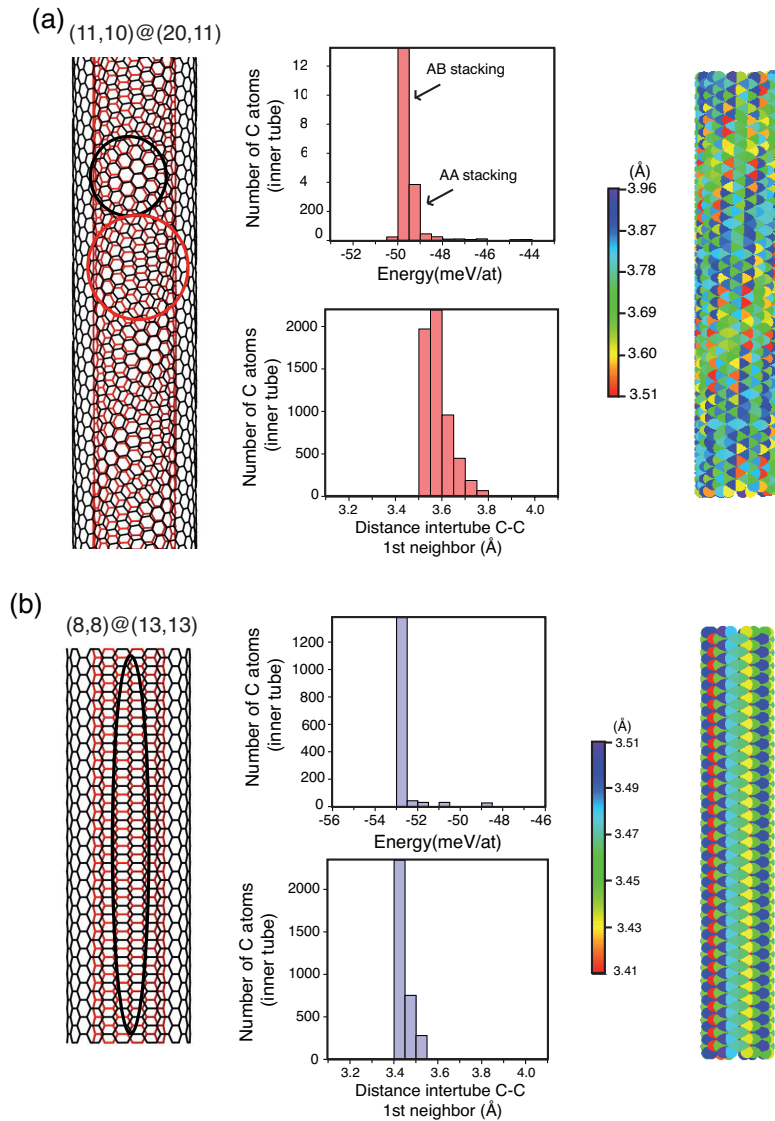 (a)
(11,10)@(20,11)
Number of C atoms
(inner tube)
12
10
8
6
4
200
0
AB stacking
AA stacking
-52
-50
-48
-46
-44
Energy(meV/at)
Number of C atoms
(inner tube)
2000
1500
1000
500
0
3.2
3.4
3.6
3.8
4.0
Distance intertube C-C
1st neighbor (Å)
(Å)
3.96
3.87
3.78
3.69
3.60
3.51
(b)
(8,8)@(13,13)
Number of C atoms
(inner tube)
1200
1000
800
600
400
200
0
-56
-54
-52
-50
-48
-46
Energy(meV/at)
Number of C atoms
(inner tube)
2000
1500
1000
500
0
3.2
3.4
3.6
3.8
4.0
Distance intertube C-C
1st neighbor (Å)
(Å)
3.51
3.49
3.47
3.45
3.43
3.41